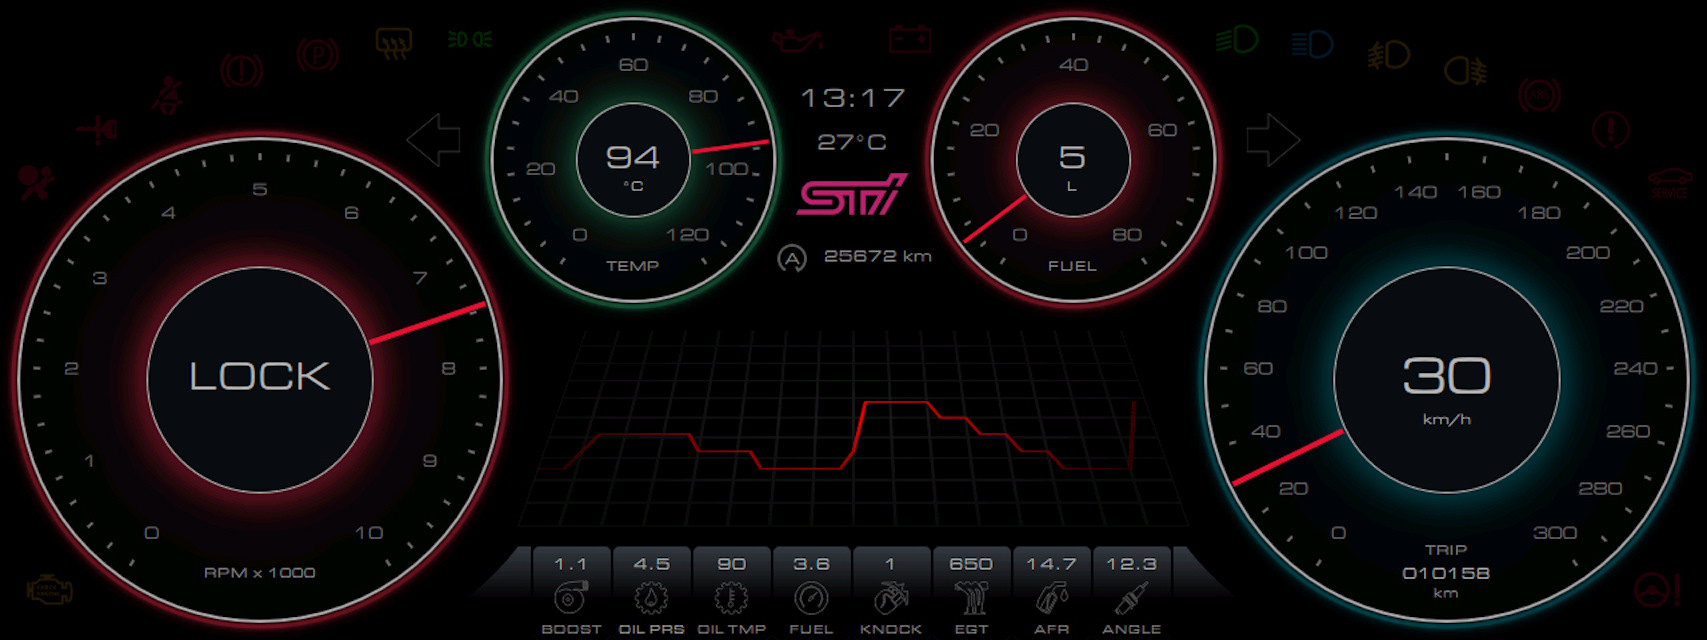 13:17
27°C
STI
A
25672 km
0
20
40
60
80
100
120
94
°C
TEMP
0
20
40
60
80
5
L
FUEL
0
1
2
3
4
5
6
7
8
9
10
LOCK
RPM x 1000
0
20
40
60
80
100
120
140
160
180
200
220
240
260
280
300
30
km/h
TRIP
010158
km
P
ABS
SERVICE
1.1 4.5 90 3.6 1 650 14.7 12.3
BOOST OIL PRS OIL TMP FUEL KNOCK EGT AFR ANGLE